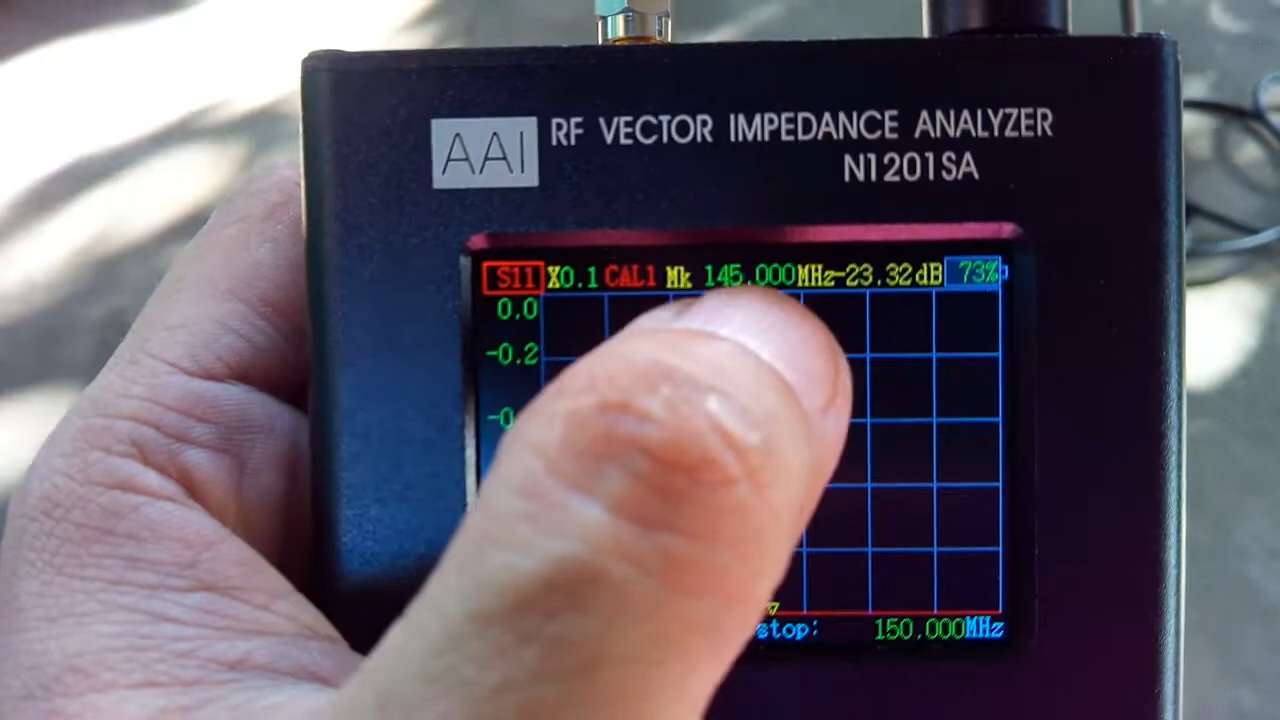 AAI RF VECTOR IMPEDANCE ANALYZER
N1201SA
S11 X0.1 CAL1 Mk 145.000MHz-23.32dB 73%
0.0
-0.2
stop: 150.000MHz